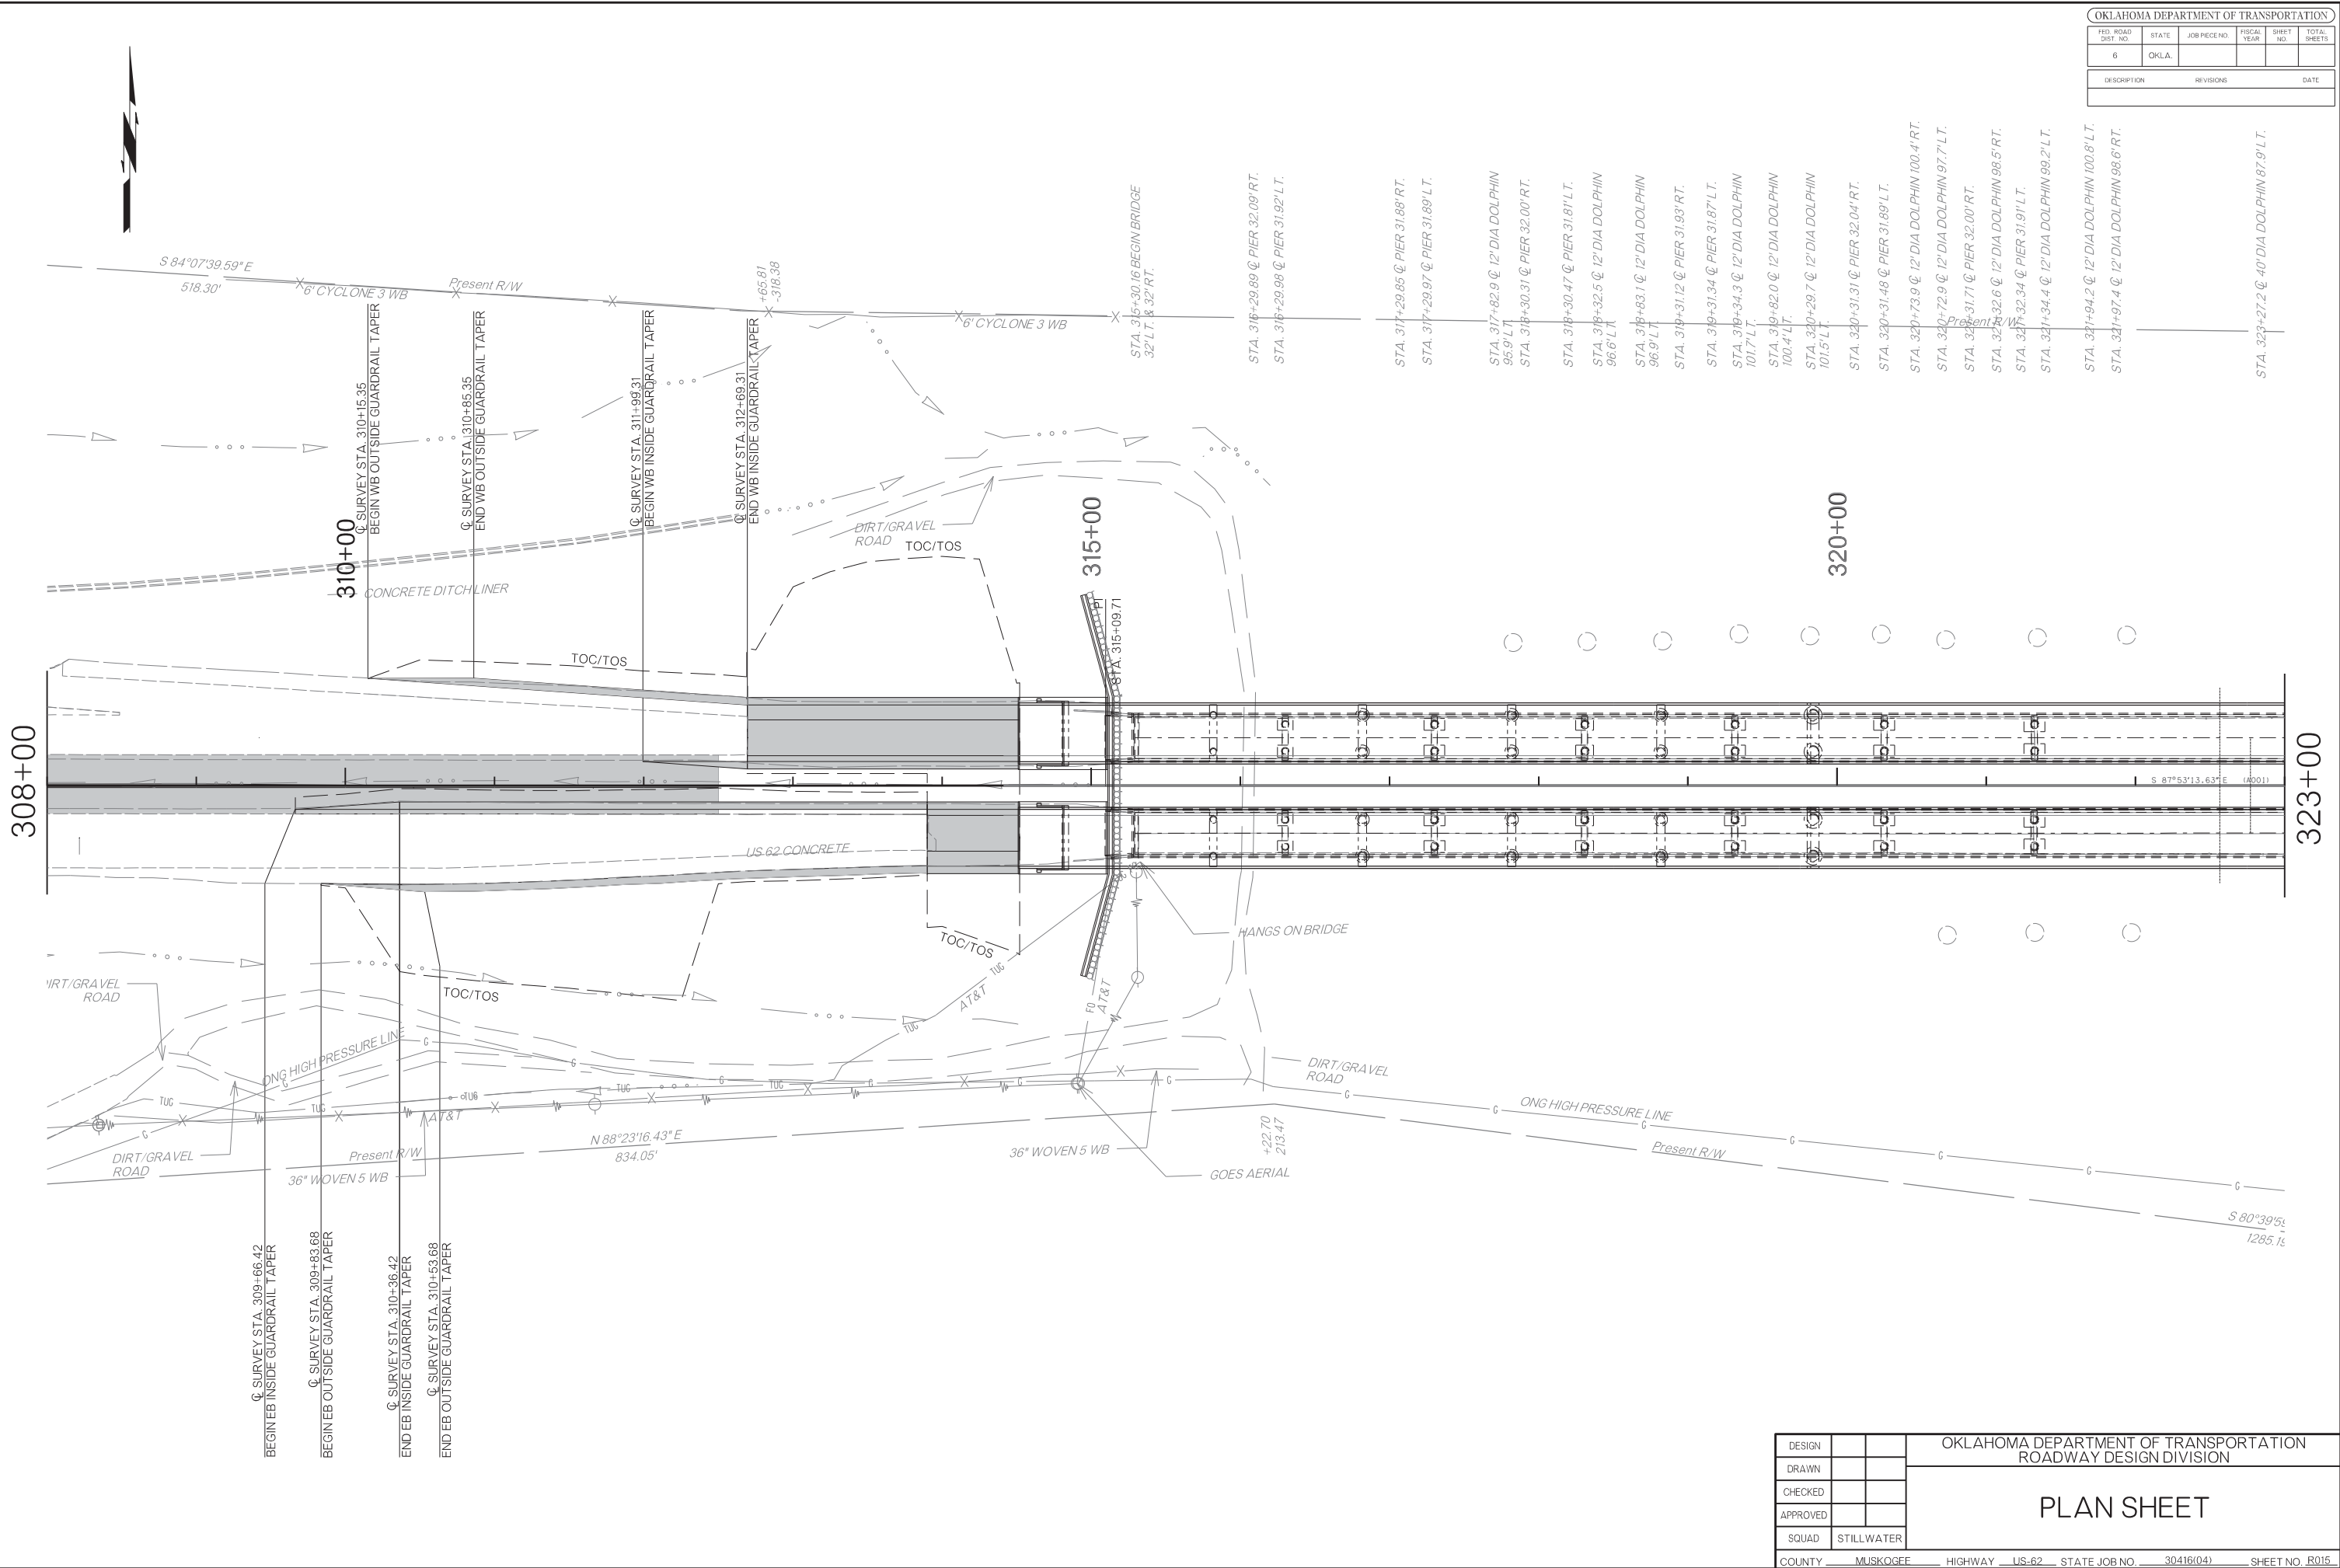 OKLAHOMA DEPARTMENT OF TRANSPORTATION
FED. ROAD DIST. NO.
STATE
JOB PIECE NO.
FISCAL YEAR
SHEET NO.
TOTAL SHEETS
6
OKLA.
DESCRIPTION
REVISIONS
DATE
S 84°07'39.59" E
518.30'
6' CYCLONE 3 WB
Present R/W
+65.81
-318.38
6' CYCLONE 3 WB
Present R/W
STA. 315+30.16 BEGIN BRIDGE
32' LT. & 32' RT.
STA. 316+29.89 ℄ PIER 32.09' RT.
STA. 316+29.98 ℄ PIER 31.92' LT.
STA. 317+29.85 ℄ PIER 31.88' RT.
STA. 317+29.97 ℄ PIER 31.89' LT.
STA. 317+82.9 ℄ 12' DIA DOLPHIN
95.9' LT.
STA. 318+30.31 ℄ PIER 32.00' RT.
STA. 318+30.47 ℄ PIER 31.81' LT.
STA. 318+32.5 ℄ 12' DIA DOLPHIN
96.6' LT.
STA. 318+83.1 ℄ 12' DIA DOLPHIN
96.9' LT.
STA. 319+31.12 ℄ PIER 31.93' RT.
STA. 319+31.34 ℄ PIER 31.87' LT.
STA. 319+34.3 ℄ 12' DIA DOLPHIN
101.7' LT.
STA. 319+82.0 ℄ 12' DIA DOLPHIN
100.4' LT.
STA. 320+29.7 ℄ 12' DIA DOLPHIN
101.5' LT.
STA. 320+31.31 ℄ PIER 32.04' RT.
STA. 320+31.48 ℄ PIER 31.89' LT.
STA. 320+73.9 ℄ 12' DIA DOLPHIN 100.4' RT.
STA. 320+72.9 ℄ 12' DIA DOLPHIN 97.7' LT.
STA. 321+31.71 ℄ PIER 32.00' RT.
STA. 321+32.6 ℄ 12' DIA DOLPHIN 98.5' RT.
STA. 321+32.34 ℄ PIER 31.91' LT.
STA. 321+34.4 ℄ 12' DIA DOLPHIN 99.2' LT.
STA. 321+94.2 ℄ 12' DIA DOLPHIN 100.8' LT.
STA. 321+97.4 ℄ 12' DIA DOLPHIN 98.6' RT.
STA. 323+27.2 ℄ 40' DIA DOLPHIN 87.9' LT.
℄ SURVEY STA. 310+15.35
BEGIN WB OUTSIDE GUARDRAIL TAPER
℄ SURVEY STA. 310+85.35
END WB OUTSIDE GUARDRAIL TAPER
℄ SURVEY STA. 311+99.31
BEGIN WB INSIDE GUARDRAIL TAPER
℄ SURVEY STA. 312+69.31
END WB INSIDE GUARDRAIL TAPER
310+00
315+00
320+00
DIRT/GRAVEL
ROAD
TOC/TOS
CONCRETE DITCH LINER
PI
STA. 315+09.71
TOC/TOS
308+00
323+00
S 87°53'13.63" E (A001)
US 62 CONCRETE
HANGS ON BRIDGE
TOC/TOS
TUG
AT&T
FO
AT&T
TUG
IRT/GRAVEL
ROAD
TOC/TOS
ONG HIGH PRESSURE LINE
G
G
G
G
G
G
G
G
TUG
TUG
TUG
TUG
TUG
AT&T
DIRT/GRAVEL
ROAD
DIRT/GRAVEL
ROAD
G
G
ONG HIGH PRESSURE LINE
G
G
G
G
G
Present R/W
N 88°23'16.43" E
834.05'
Present R/W
36" WOVEN 5 WB
36" WOVEN 5 WB
GOES AERIAL
+22.70
213.47
S 80°39'5
1285.1
℄ SURVEY STA. 309+66.42
BEGIN EB INSIDE GUARDRAIL TAPER
℄ SURVEY STA. 309+83.68
BEGIN EB OUTSIDE GUARDRAIL TAPER
℄ SURVEY STA. 310+36.42
END EB INSIDE GUARDRAIL TAPER
℄ SURVEY STA. 310+53.68
END EB OUTSIDE GUARDRAIL TAPER
DESIGN
DRAWN
CHECKED
APPROVED
SQUAD STILLWATER
OKLAHOMA DEPARTMENT OF TRANSPORTATION
ROADWAY DESIGN DIVISION
PLAN SHEET
COUNTY MUSKOGEE HIGHWAY US-62 STATE JOB NO. 30416(04) SHEET NO. R015